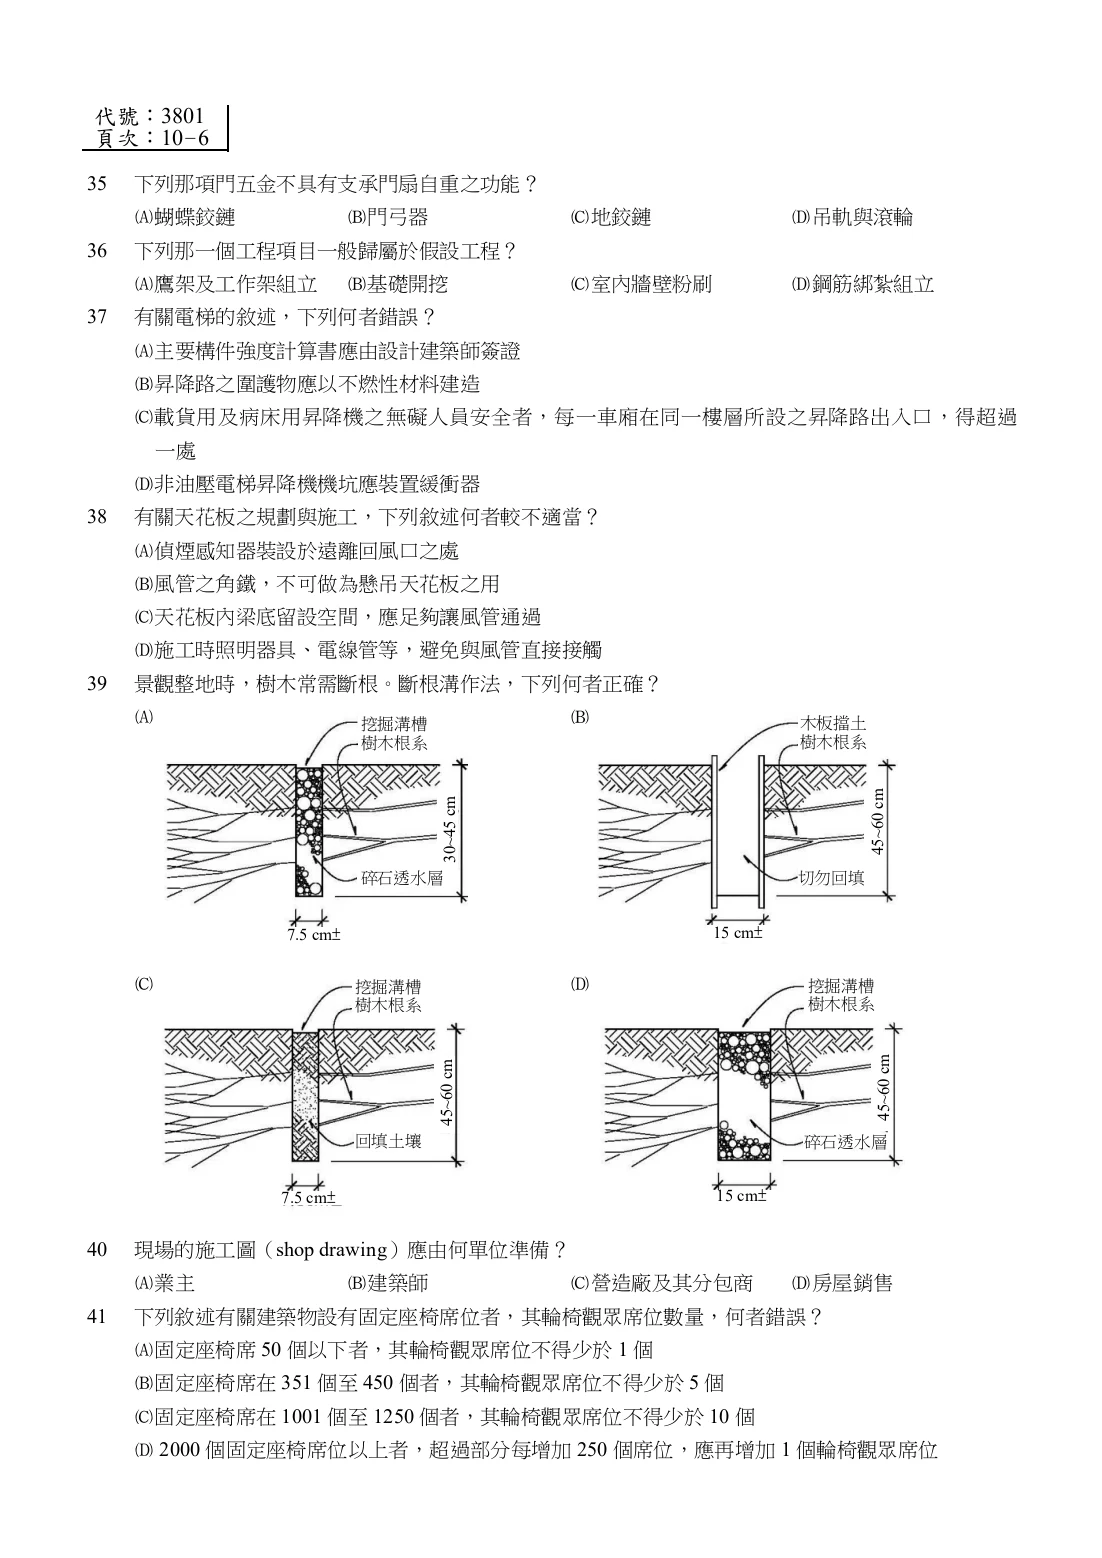 代號：3801
頁次：10-6
35 下列那項門五金不具有支承門扇自重之功能？
(A)蝴蝶鉸鏈 (B)門弓器 (C)地鉸鏈 (D)吊軌與滾輪
36 下列那一個工程項目一般歸屬於假設工程？
(A)鷹架及工作架組立 (B)基礎開挖 (C)室內牆壁粉刷 (D)鋼筋綁紮組立
37 有關電梯的敘述，下列何者錯誤？
(A)主要構件強度計算書應由設計建築師簽證
(B)昇降路之圍護物應以不燃性材料建造
(C)載貨用及病床用昇降機之無礙人員安全者，每一車廂在同一樓層所設之昇降路出入口，得超過
一處
(D)非油壓電梯昇降機機坑應裝置緩衝器
38 有關天花板之規劃與施工，下列敘述何者較不適當？
(A)偵煙感知器裝設於遠離回風口之處
(B)風管之角鐵，不可做為懸吊天花板之用
(C)天花板內梁底留設空間，應足夠讓風管通過
(D)施工時照明器具、電線管等，避免與風管直接接觸
39 景觀整地時，樹木常需斷根。斷根溝作法，下列何者正確？
(A)
挖掘溝槽
樹木根系
30~45 cm
碎石透水層
7.5 cm±
(B)
木板擋土
樹木根系
45~60 cm
切勿回填
15 cm±
(C)
挖掘溝槽
樹木根系
45~60 cm
回填土壤
7.5 cm±
(D)
挖掘溝槽
樹木根系
45~60 cm
碎石透水層
15 cm±
40 現場的施工圖（shop drawing）應由何單位準備？
(A)業主 (B)建築師 (C)營造廠及其分包商 (D)房屋銷售
41 下列敘述有關建築物設有固定座椅席位者，其輪椅觀眾席位數量，何者錯誤？
(A)固定座椅席 50 個以下者，其輪椅觀眾席位不得少於 1 個
(B)固定座椅席在 351 個至 450 個者，其輪椅觀眾席位不得少於 5 個
(C)固定座椅席在 1001 個至 1250 個者，其輪椅觀眾席位不得少於 10 個
(D) 2000 個固定座椅席位以上者，超過部分每增加 250 個席位，應再增加 1 個輪椅觀眾席位